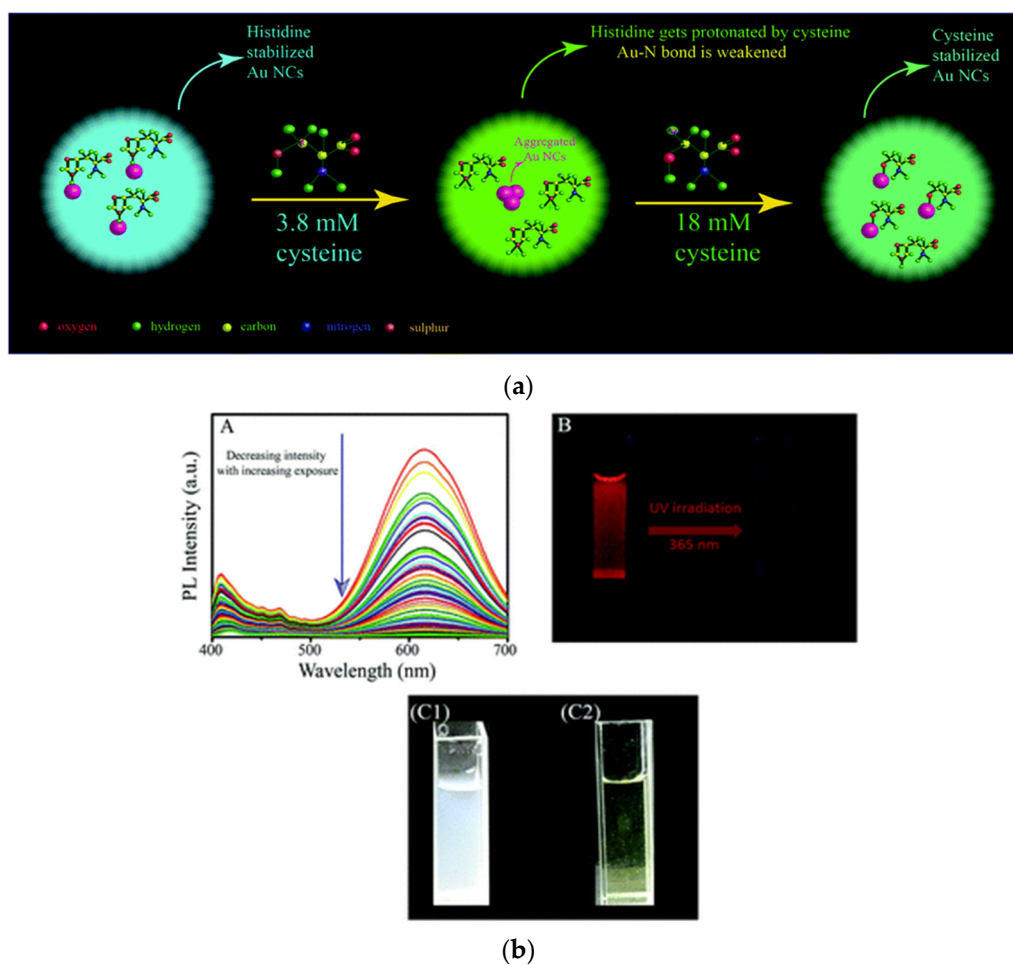 Histidine
stabilized
Au NCs
Histidine gets protonated by cysteine
Au-N bond is weakened
Cysteine
stabilized
Au NCs
Aggregated
Au NCs
3.8 mM
cysteine
18 mM
cysteine
oxygen
hydrogen
carbon
nitrogen
sulphur
(a)
A
Decreasing intensity
with increasing exposure
PL Intensity (a.u.)
400
500
600
700
Wavelength (nm)
B
UV irradiation
365 nm
(C1)
(C2)
(b)